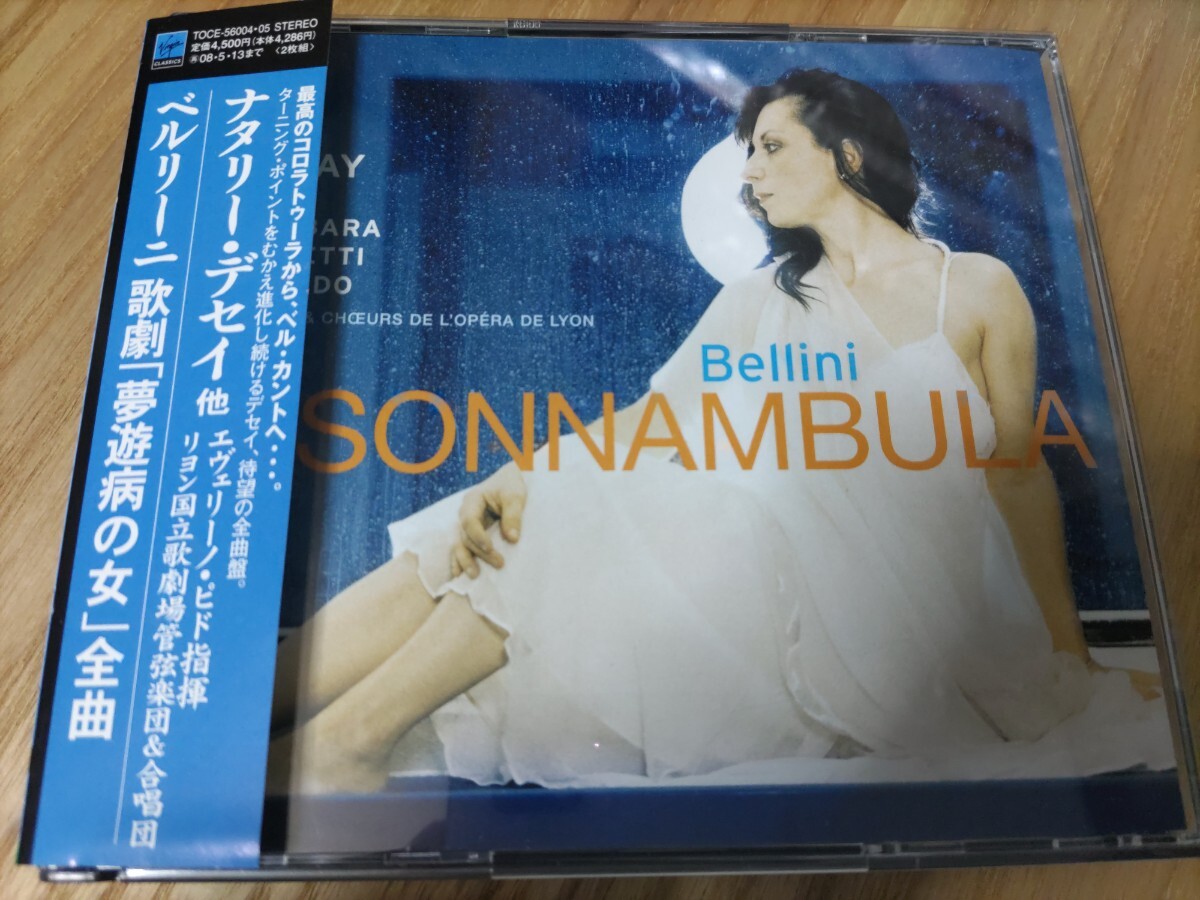 Virgin
CLASSICS
TOCE-56004・05 STEREO
定価4,500円(本体4,286円)
Ⓡ08・5・13まで 〈2枚組〉
最高のコロラトゥーラから、ベル・カントへ・・・。
ターニング・ポイントをむかえ進化し続けるデセイ、待望の全曲盤。
ナタリー・デセイ 他
エヴェリーノ・ピド指揮
リヨン国立歌劇場管弦楽団&合唱団
ベルリーニ 歌劇「夢遊病の女」全曲
AY
BARA
ETTI
DO
& CHŒURS DE L'OPÉRA DE LYON
Bellini
SONNAMBULA